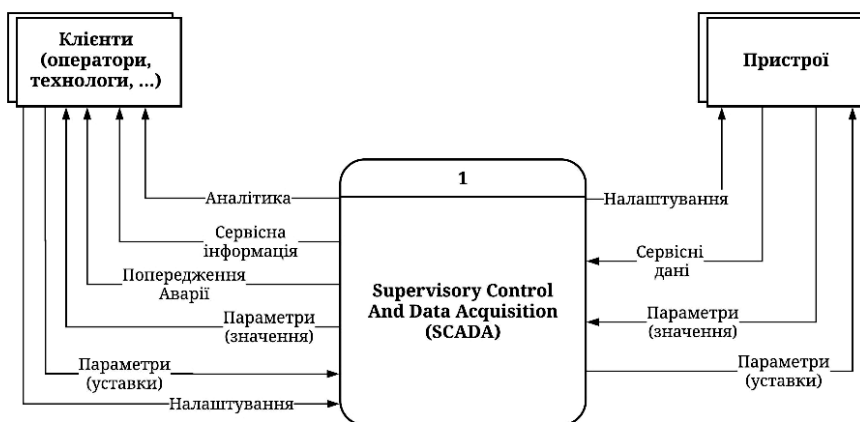 Клієнти
(оператори,
технологи, ...)
Пристрої
1
Supervisory Control
And Data Acquisition
(SCADA)
Аналітика
Сервісна
інформація
Попередження
Аварії
Параметри
(значення)
Параметри
(уставки)
Налаштування
Налаштування
Сервісні
дані
Параметри
(значення)
Параметри
(уставки)